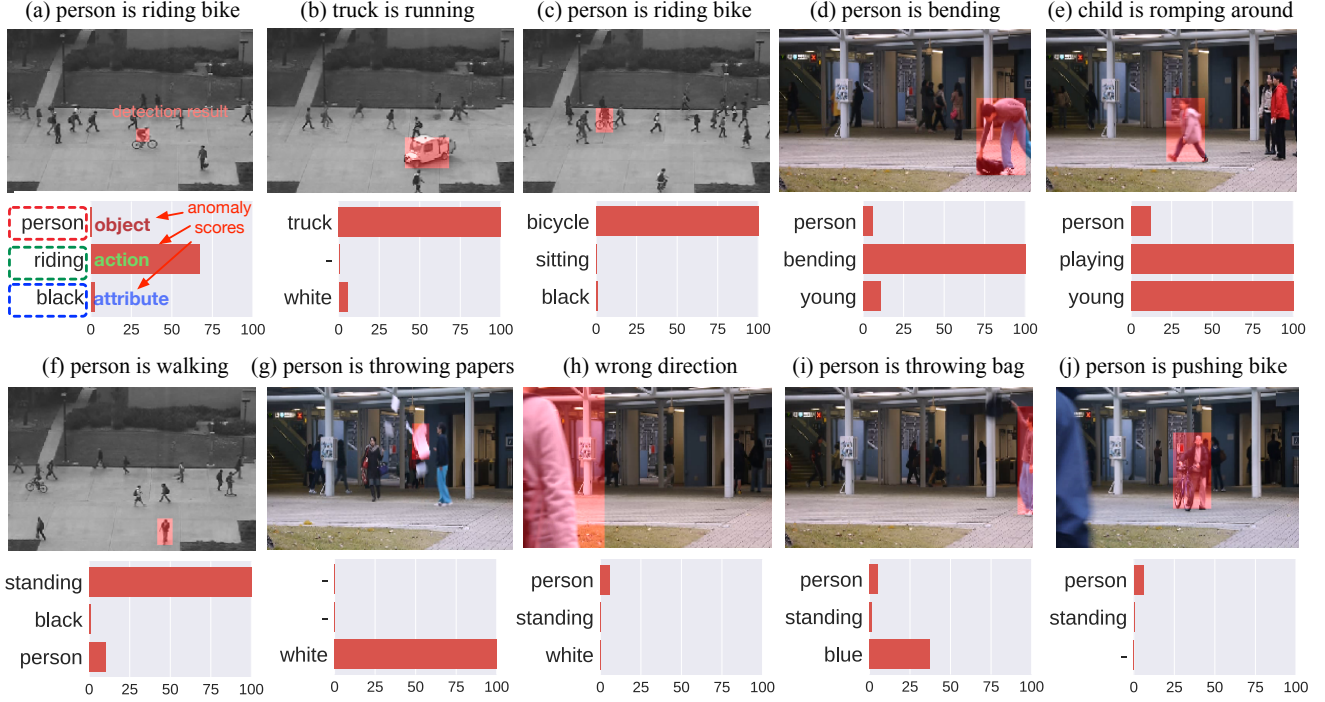 (a) person is riding bike
(b) truck is running
(c) person is riding bike
(d) person is bending
(e) child is romping around
detection result
person
object
anomaly
scores
riding
action
black
attribute
0 25 50 75 100
truck
-
white
0 25 50 75 100
bicycle
sitting
black
0 25 50 75 100
person
bending
young
0 25 50 75 100
person
playing
young
0 25 50 75 100
(f) person is walking
(g) person is throwing papers
(h) wrong direction
(i) person is throwing bag
(j) person is pushing bike
standing
black
person
0 25 50 75 100
-
-
white
0 25 50 75 100
person
standing
white
0 25 50 75 100
person
standing
blue
0 25 50 75 100
person
standing
-
0 25 50 75 100